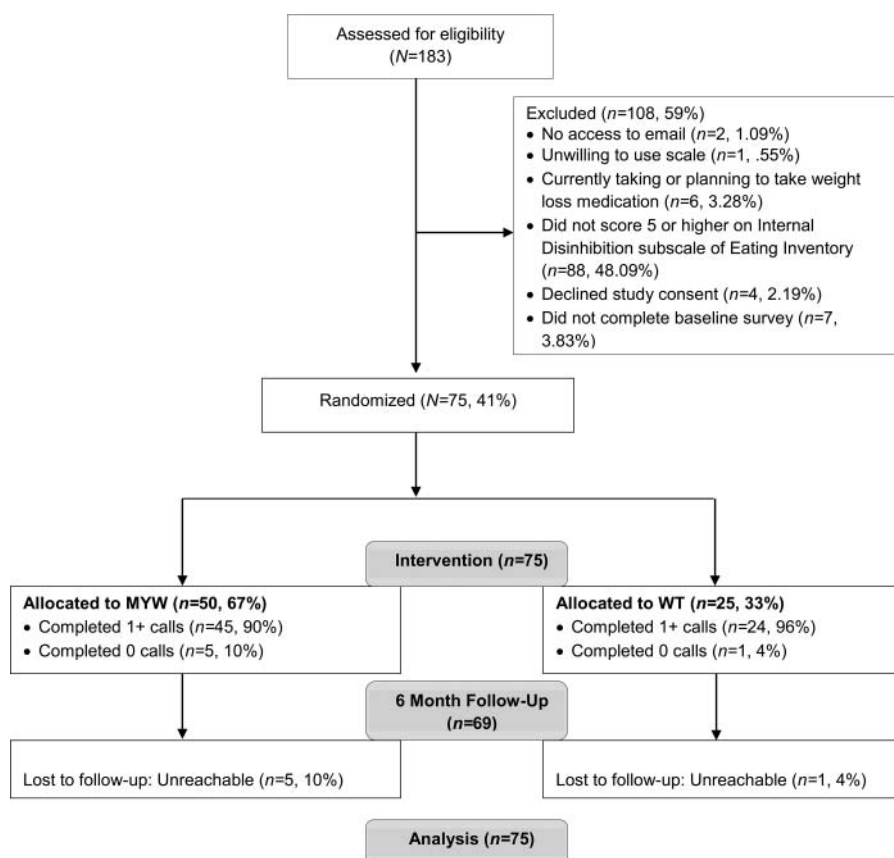 Assessed for eligibility
(N=183)
Excluded (n=108, 59%)
• No access to email (n=2, 1.09%)
• Unwilling to use scale (n=1, .55%)
• Currently taking or planning to take weight
loss medication (n=6, 3.28%)
• Did not score 5 or higher on Internal
Disinhibition subscale of Eating Inventory
(n=88, 48.09%)
• Declined study consent (n=4, 2.19%)
• Did not complete baseline survey (n=7,
3.83%)
Randomized (N=75, 41%)
Intervention (n=75)
Allocated to MYW (n=50, 67%)
• Completed 1+ calls (n=45, 90%)
• Completed 0 calls (n=5, 10%)
Allocated to WT (n=25, 33%)
• Completed 1+ calls (n=24, 96%)
• Completed 0 calls (n=1, 4%)
6 Month Follow-Up
(n=69)
Lost to follow-up: Unreachable (n=5, 10%)
Lost to follow-up: Unreachable (n=1, 4%)
Analysis (n=75)